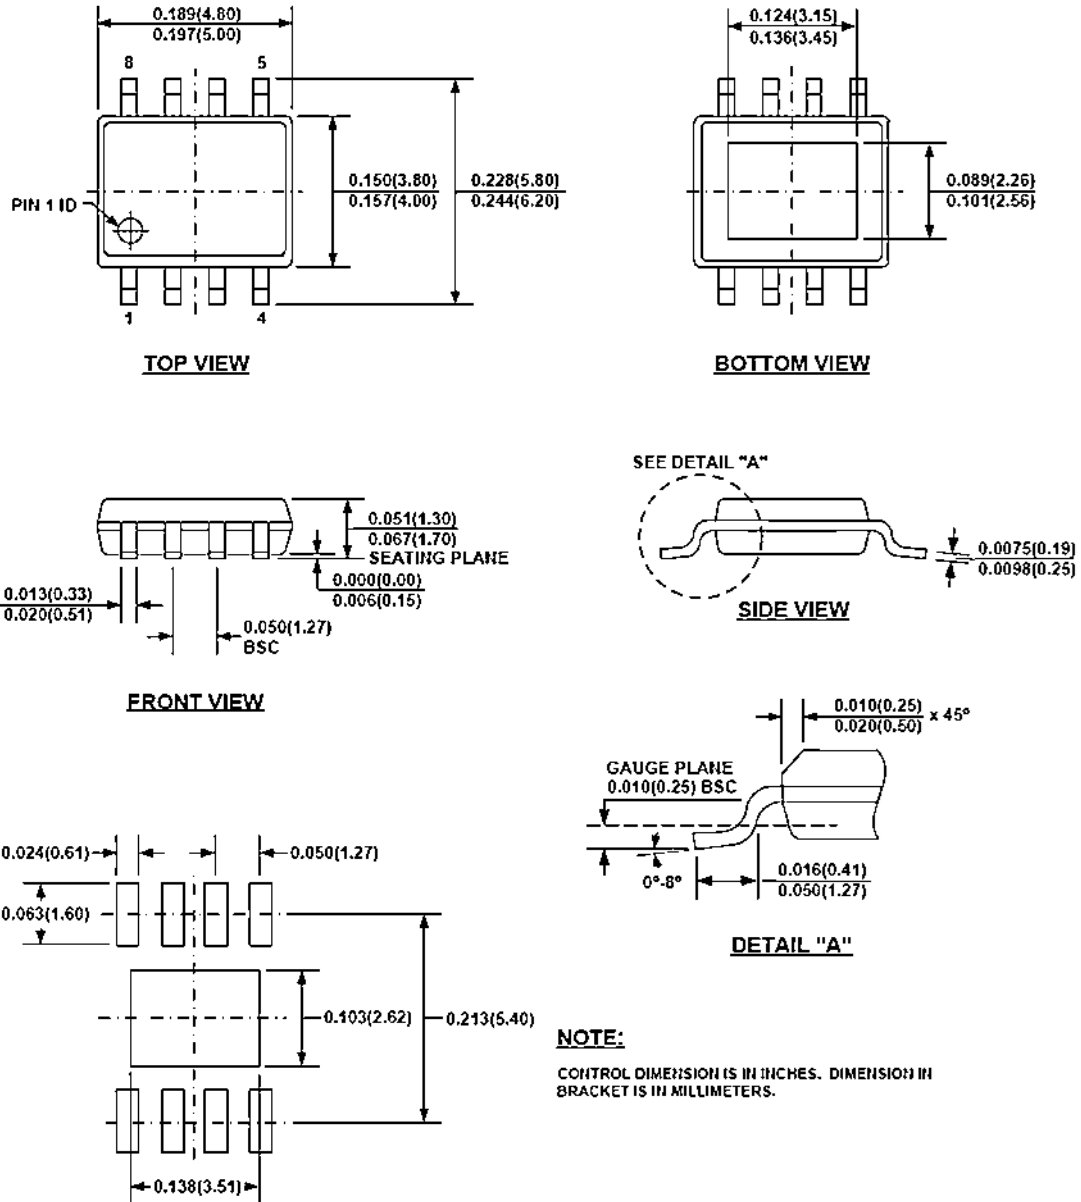 0.189(4.80)
0.197(5.00)
8
5
PIN 1 ID
0.150(3.80)
0.157(4.00)
0.228(5.80)
0.244(6.20)
1
4
TOP VIEW
0.124(3.15)
0.136(3.45)
0.089(2.26)
0.101(2.56)
BOTTOM VIEW
0.051(1.30)
0.067(1.70)
SEATING PLANE
0.000(0.00)
0.006(0.15)
0.013(0.33)
0.020(0.51)
0.050(1.27)
BSC
FRONT VIEW
SEE DETAIL "A"
0.0075(0.19)
0.0098(0.25)
SIDE VIEW
0.010(0.25)
0.020(0.50)
x 45º
GAUGE PLANE
0.010(0.25) BSC
0º-8º
0.016(0.41)
0.050(1.27)
DETAIL "A"
0.024(0.61)
0.050(1.27)
0.063(1.60)
0.103(2.62)
0.213(5.40)
0.138(3.51)
NOTE:
CONTROL DIMENSION IS IN INCHES. DIMENSION IN
BRACKET IS IN MILLIMETERS.